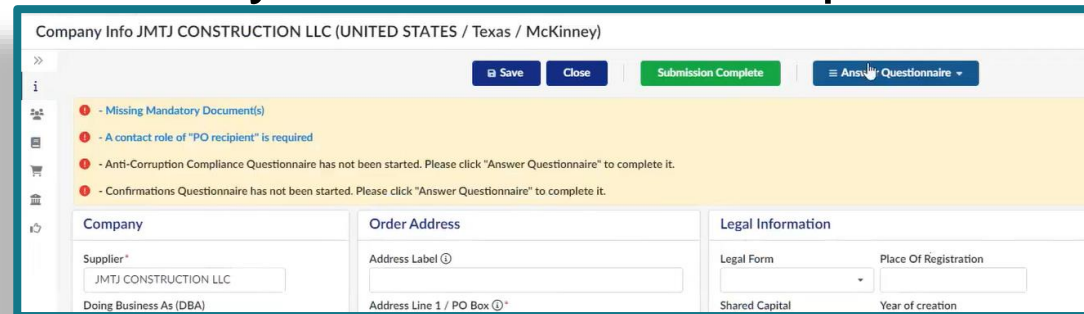 Company Info JMTJ CONSTRUCTION LLC (UNITED STATES / Texas / McKinney)
Save Close Submission Complete Answer Questionnaire
- Missing Mandatory Document(s)
- A contact role of "PO recipient" is required
- Anti-Corruption Compliance Questionnaire has not been started. Please click "Answer Questionnaire" to complete it.
- Confirmations Questionnaire has not been started. Please click "Answer Questionnaire" to complete it.
Company Order Address Legal Information
Supplier* Address Label Legal Form Place Of Registration
JMTJ CONSTRUCTION LLC
Doing Business As (DBA) Address Line 1 / PO Box * Shared Capital Year of creation